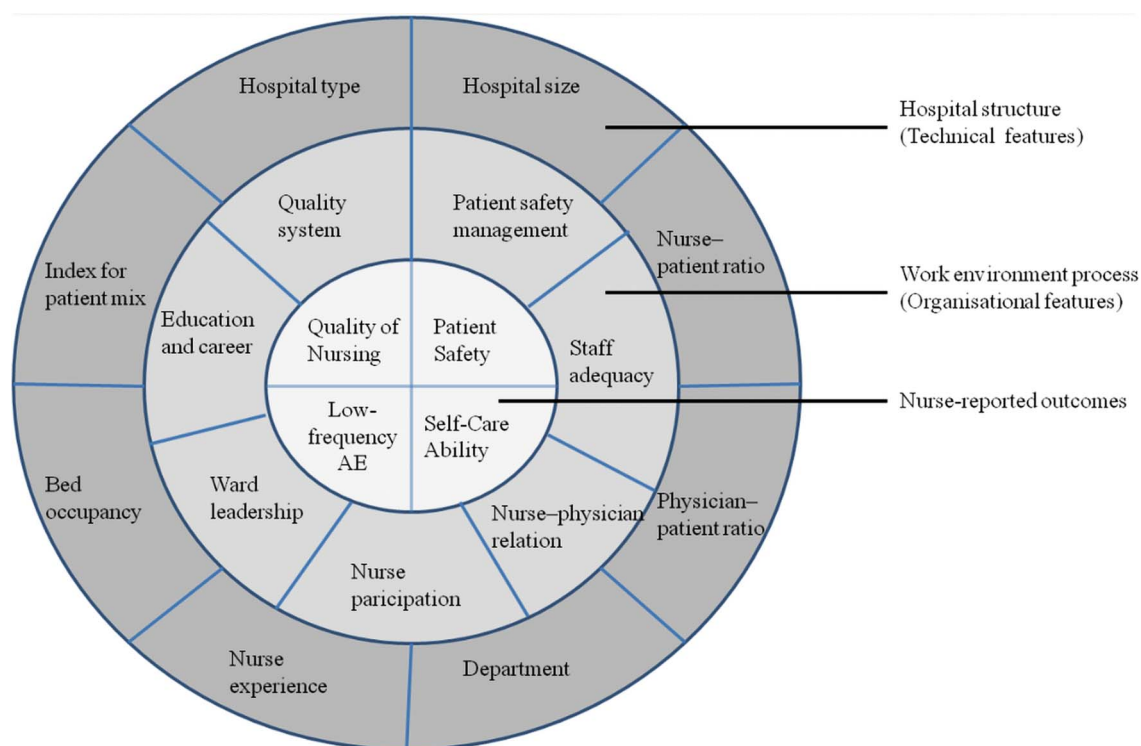 Hospital type
Hospital size
Hospital structure
(Technical features)
Quality
system
Patient safety
management
Nurse–
patient ratio
Index for
patient mix
Work environment process
(Organisational features)
Education
and career
Quality of
Nursing
Patient
Safety
Staff
adequacy
Nurse-reported outcomes
Low-
frequency
AE
Self-Care
Ability
Bed
occupancy
Ward
leadership
Nurse–physician
relation
Physician–
patient ratio
Nurse
paricipation
Nurse
experience
Department